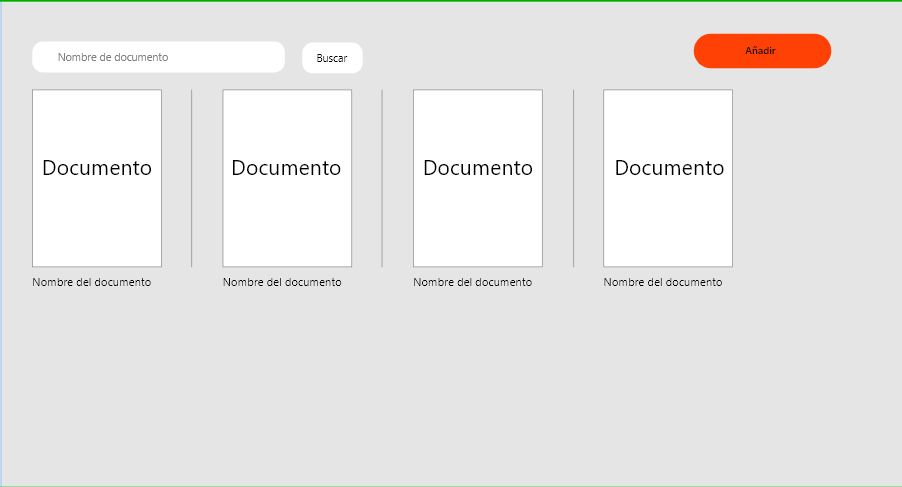 Nombre de documento
Buscar
Añadir
Documento
Documento
Documento
Documento
Nombre del documento
Nombre del documento
Nombre del documento
Nombre del documento